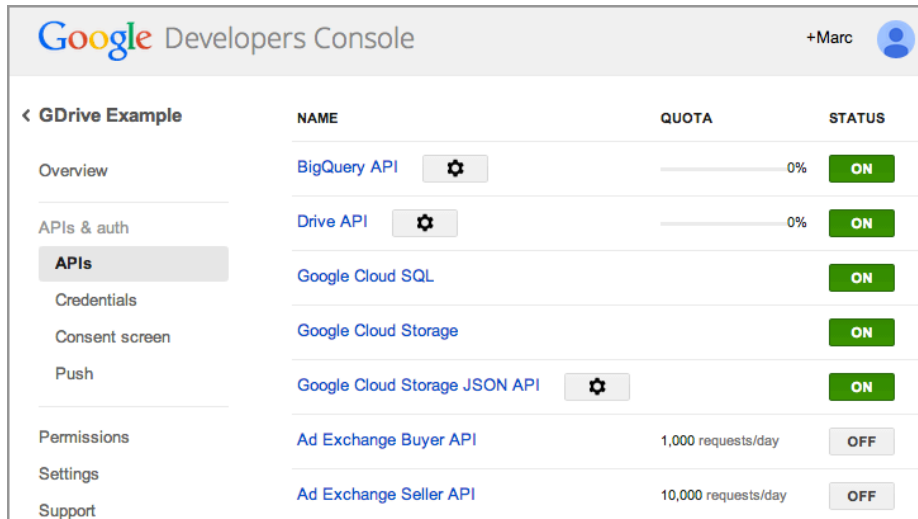 Google Developers Console
+Marc
< GDrive Example
Overview
APIs & auth
APIs
Credentials
Consent screen
Push
Permissions
Settings
Support
NAME QUOTA STATUS
BigQuery API 0% ON
Drive API 0% ON
Google Cloud SQL ON
Google Cloud Storage ON
Google Cloud Storage JSON API ON
Ad Exchange Buyer API 1,000 requests/day OFF
Ad Exchange Seller API 10,000 requests/day OFF